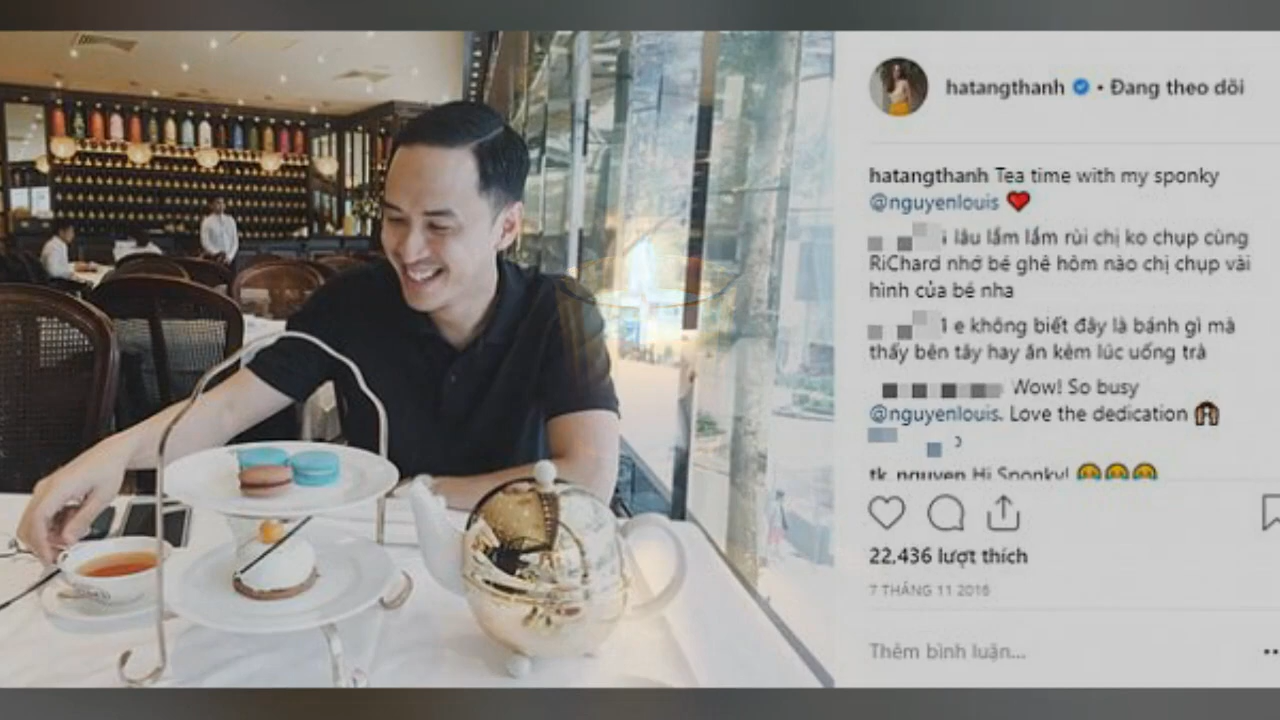 hatangthanh • Đang theo dõi
hatangthanh Tea time with my sponky
@nguyenlouis
i lâu lắm lắm rùi chị ko chụp cùng
RiChard nhớ bé ghê hôm nào chị chụp vài
hình của bé nha
1 e không biết đây là bánh gì mà
thấy bên tây hay ăn kèm lúc uống trà
Wow! So busy
@nguyenlouis. Love the dedication
tk_nguyen Hi Sponky!
22.436 lượt thích
7 THÁNG 11 2016
Thêm bình luận...